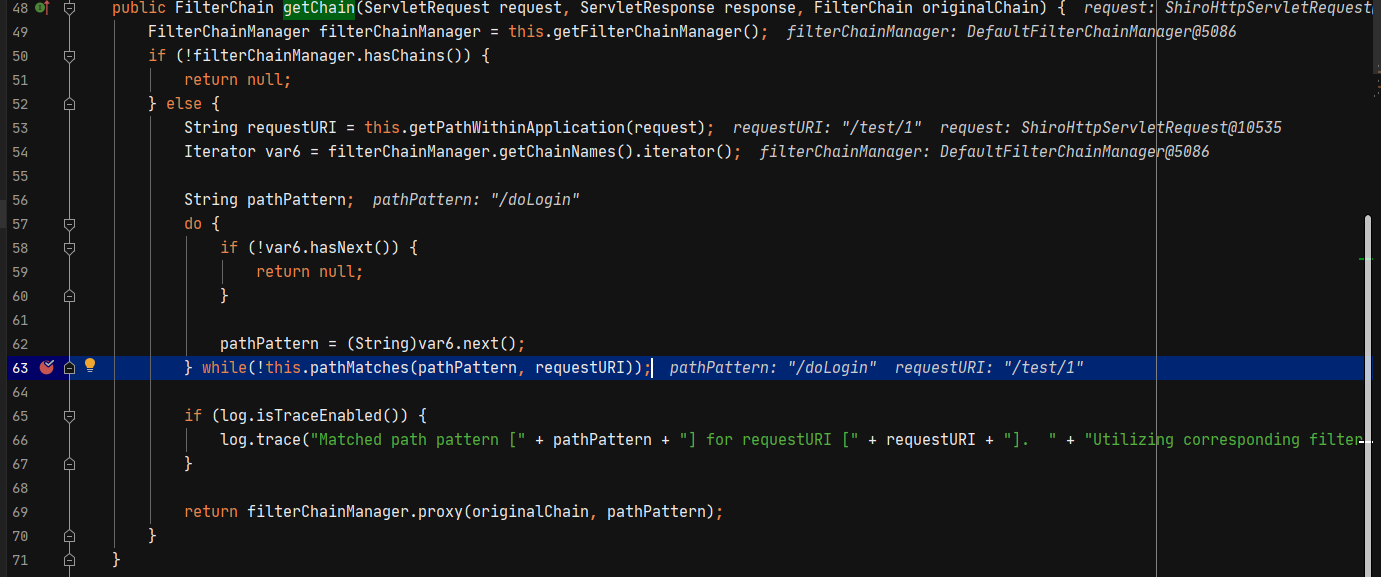 48 public FilterChain getChain(ServletRequest request, ServletResponse response, FilterChain originalChain) { request: ShiroHttpServletRequest
49 FilterChainManager filterChainManager = this.getFilterChainManager(); filterChainManager: DefaultFilterChainManager@5086
50 if (!filterChainManager.hasChains()) {
51 return null;
52 } else {
53 String requestURI = this.getPathWithinApplication(request); requestURI: "/test/1" request: ShiroHttpServletRequest@10535
54 Iterator var6 = filterChainManager.getChainNames().iterator(); filterChainManager: DefaultFilterChainManager@5086
55
56 String pathPattern; pathPattern: "/doLogin"
57 do {
58 if (!var6.hasNext()) {
59 return null;
60 }
61
62 pathPattern = (String)var6.next();
63 } while(!this.pathMatches(pathPattern, requestURI)); pathPattern: "/doLogin" requestURI: "/test/1"
64
65 if (log.isTraceEnabled()) {
66 log.trace("Matched path pattern [" + pathPattern + "] for requestURI [" + requestURI + "].  " + "Utilizing corresponding filter
67 }
68
69 return filterChainManager.proxy(originalChain, pathPattern);
70 }
71 }